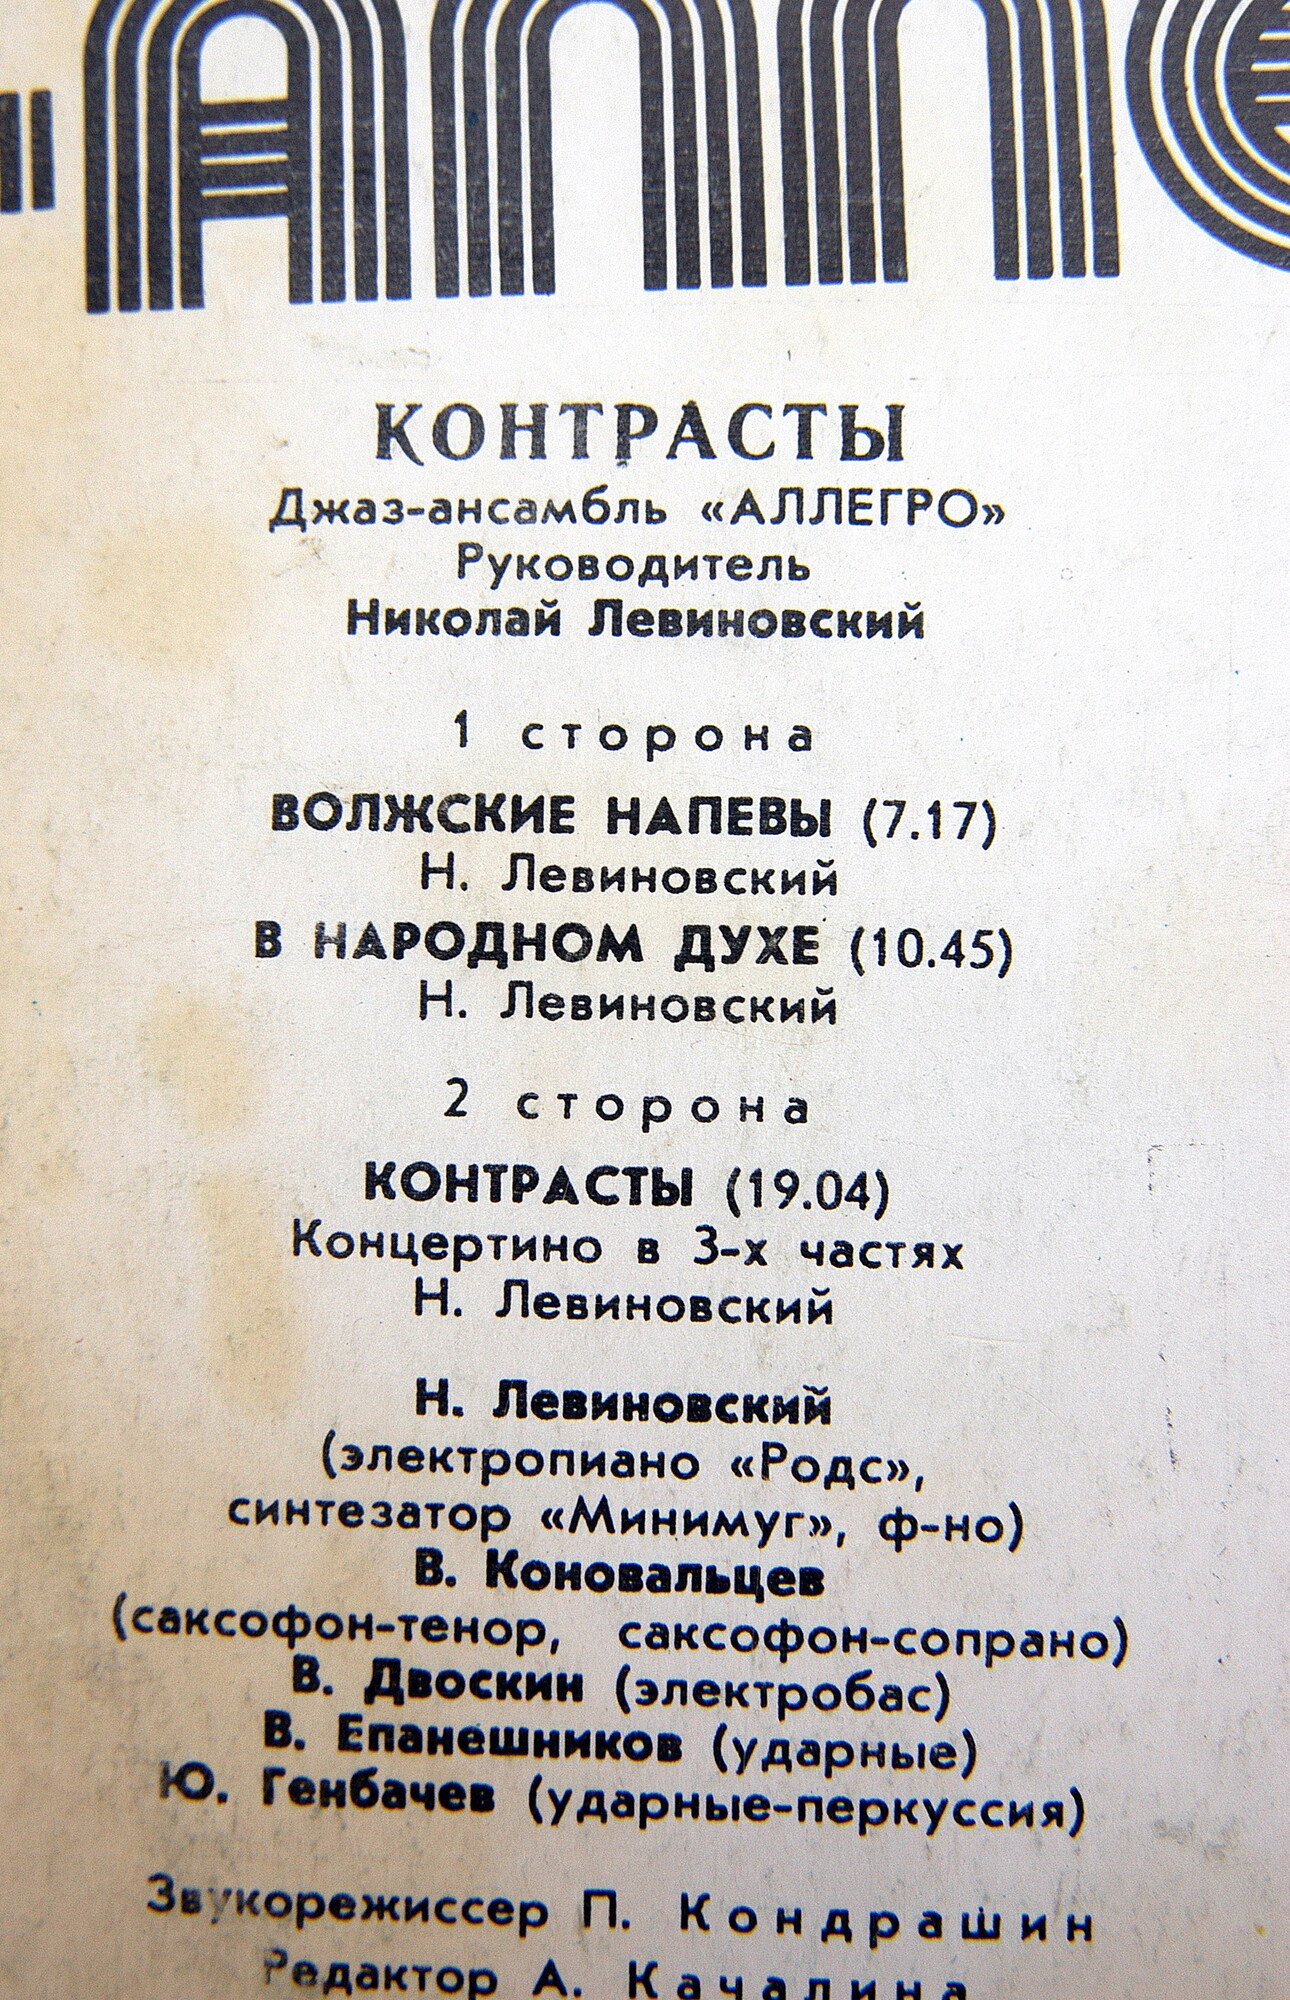 КОНТРАСТЫ
Джаз-ансамбль «АЛЛЕГРО»
Руководитель
Николай Левиновский
1 сторона
ВОЛЖСКИЕ НАПЕВЫ (7.17)
Н. Левиновский
В НАРОДНОМ ДУХЕ (10.45)
Н. Левиновский
2 сторона
КОНТРАСТЫ (19.04)
Концертино в 3-х частях
Н. Левиновский
Н. Левиновский
(электропиано «Родс»,
синтезатор «Минимуг», ф-но)
В. Коновальцев
(саксофон-тенор, саксофон-сопрано)
В. Двоскин (электробас)
В. Епанешников (ударные)
Ю. Генбачев (ударные-перкуссия)
Звукорежиссер П. Кондрашин
Редактор А. Качалина